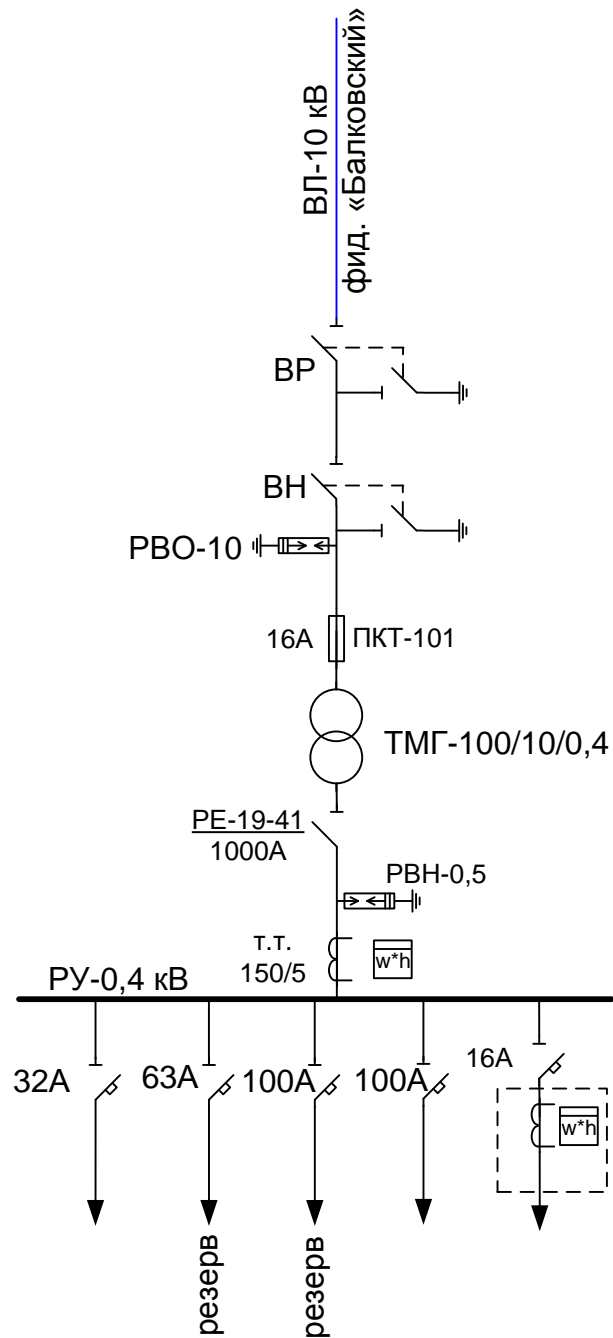 ВЛ-10 кВ
фид. «Балковский»
ВР
ВН
РВО-10
16А
ПКТ-101
ТМГ-100/10/0,4
РЕ-19-41
1000А
РВН-0,5
т.т.
150/5
w*h
РУ-0,4 кВ
32А
63А
100А
100А
16А
w*h
резерв
резерв